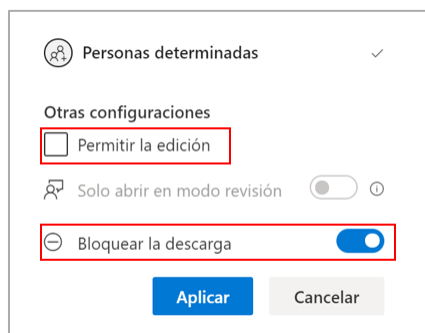 Personas determinadas
Otras configuraciones
Permitir la edición
Solo abrir en modo revisión
Bloquear la descarga
Aplicar Cancelar